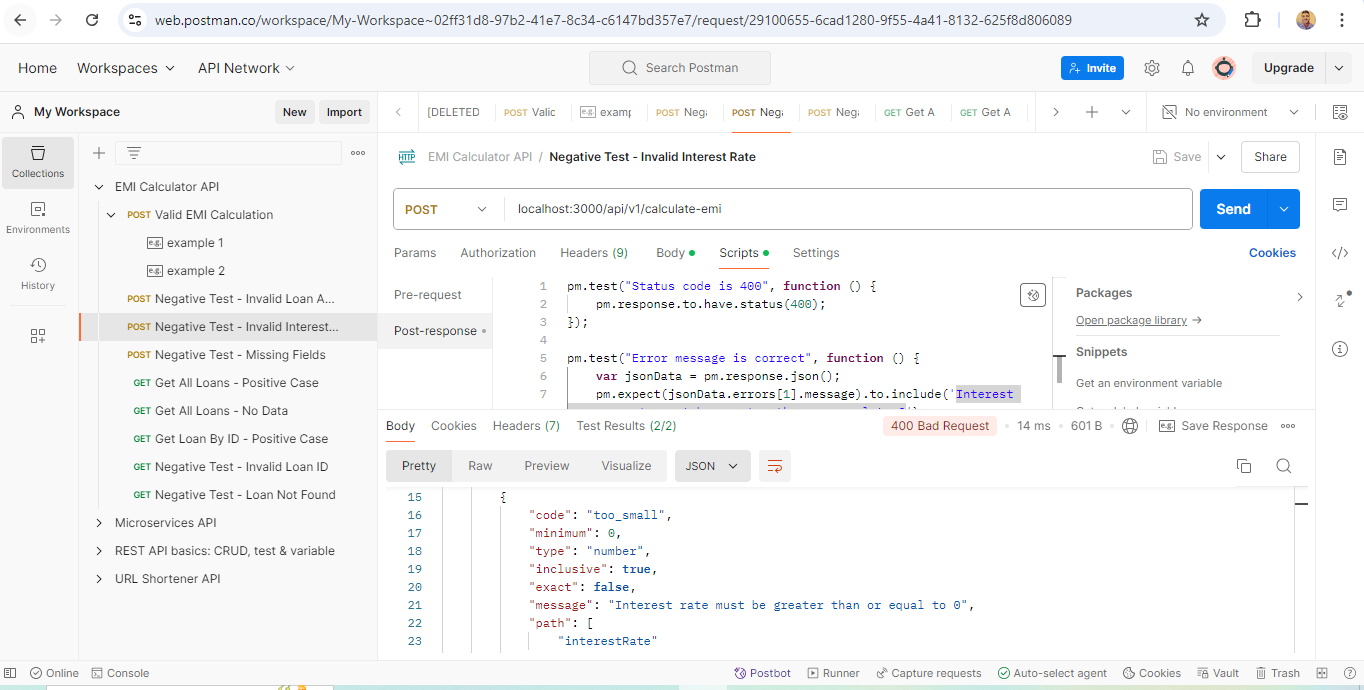 web.postman.co/workspace/My-Workspace~02ff31d8-97b2-41e7-8c34-c6147bd357e7/request/29100655-6cad1280-9f55-4a41-8132-625f8d806089
Home Workspaces API Network Search Postman Invite Upgrade
My Workspace New Import
[DELETED POST Valic e.g. examp POST Nega POST Nega POST Nega GET Get A GET Get A No environment
Collections
Environments
History
EMI Calculator API
POST Valid EMI Calculation
e.g. example 1
e.g. example 2
POST Negative Test - Invalid Loan A...
POST Negative Test - Invalid Interest...
POST Negative Test - Missing Fields
GET Get All Loans - Positive Case
GET Get All Loans - No Data
GET Get Loan By ID - Positive Case
GET Negative Test - Invalid Loan ID
GET Negative Test - Loan Not Found
Microservices API
REST API basics: CRUD, test & variable
URL Shortener API
HTTP EMI Calculator API / Negative Test - Invalid Interest Rate Save Share
POST localhost:3000/api/v1/calculate-emi Send
Params Authorization Headers (9) Body Scripts Settings Cookies
Pre-request
Post-response
1 pm.test("Status code is 400", function () {
2 pm.response.to.have.status(400);
3 });
4
5 pm.test("Error message is correct", function () {
6 var jsonData = pm.response.json();
7 pm.expect(jsonData.errors[1].message).to.include('Interest
Packages
Open package library →
Snippets
Get an environment variable
Body Cookies Headers (7) Test Results (2/2) 400 Bad Request 14 ms 601 B e.g. Save Response
Pretty Raw Preview Visualize JSON
15 {
16 "code": "too_small",
17 "minimum": 0,
18 "type": "number",
19 "inclusive": true,
20 "exact": false,
21 "message": "Interest rate must be greater than or equal to 0",
22 "path": [
23 "interestRate"
Online Console Postbot Runner Capture requests Auto-select agent Cookies Vault Trash